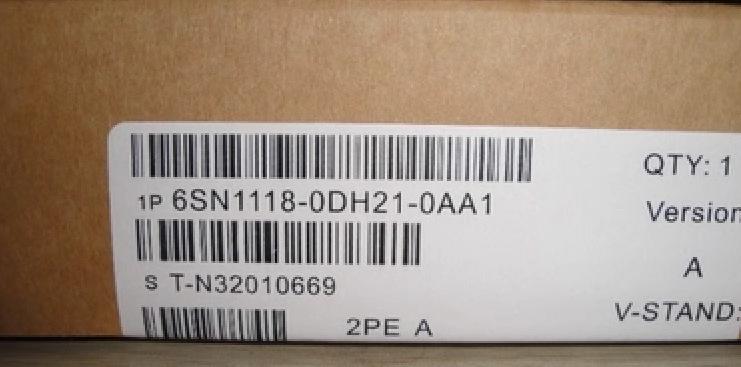 1P 6SN1118-0DH21-0AA1
S T-N32010669
2PE A
QTY: 1
Version
A
V-STAND: